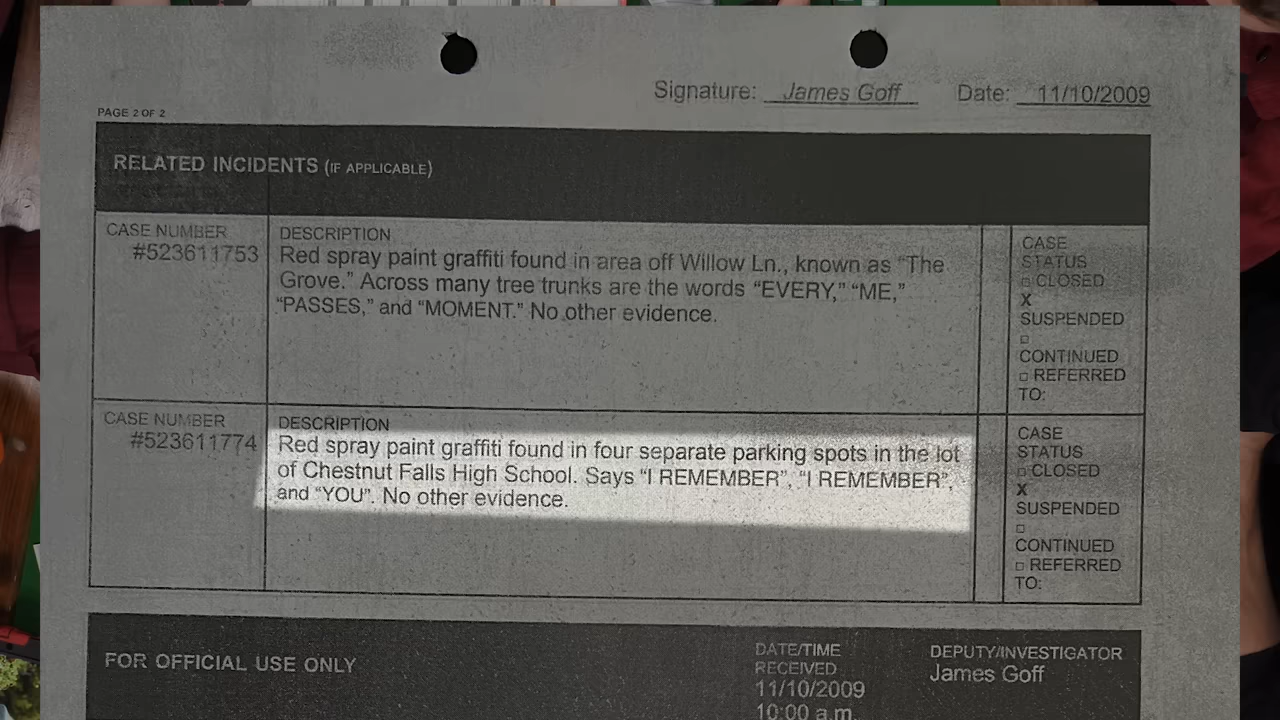 Signature: James Goff Date: 11/10/2009
PAGE 2 OF 2
RELATED INCIDENTS (IF APPLICABLE)
CASE NUMBER
#523611753
DESCRIPTION
Red spray paint graffiti found in area off Willow Ln., known as “The
Grove.” Across many tree trunks are the words “EVERY,” “ME,”
“PASSES,” and “MOMENT.” No other evidence.
CASE
STATUS
□ CLOSED
X
SUSPENDED
□
CONTINUED
□ REFERRED
TO:
CASE NUMBER
#523611774
DESCRIPTION
Red spray paint graffiti found in four separate parking spots in the lot
of Chestnut Falls High School. Says “I REMEMBER”, “I REMEMBER”,
and “YOU”. No other evidence.
CASE
STATUS
□ CLOSED
X
SUSPENDED
□
CONTINUED
□ REFERRED
TO:
FOR OFFICIAL USE ONLY
DATE/TIME
RECEIVED
11/10/2009
10:00 a.m.
DEPUTY/INVESTIGATOR
James Goff